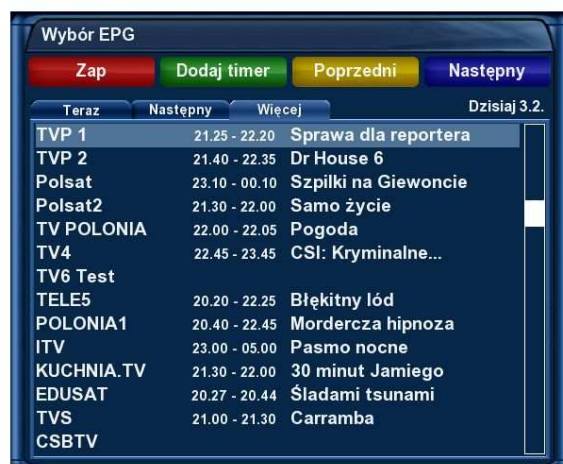 Wybór EPG
Zap Dodaj timer Poprzedni Następny
Teraz Następny Więcej Dzisiaj 3.2.
TVP 1 21.25 - 22.20 Sprawa dla reportera
TVP 2 21.40 - 22.35 Dr House 6
Polsat 23.10 - 00.10 Szpilki na Giewoncie
Polsat2 21.30 - 22.00 Samo życie
TV POLONIA 22.00 - 22.05 Pogoda
TV4 22.45 - 23.45 CSI: Kryminalne...
TV6 Test
TELE5 20.20 - 22.25 Błękitny lód
POLONIA1 20.40 - 22.45 Mordercza hipnoza
ITV 23.00 - 05.00 Pasmo nocne
KUCHNIA.TV 21.30 - 22.00 30 minut Jamiego
EDUSAT 20.27 - 20.44 Śladami tsunami
TVS 21.00 - 21.30 Carramba
CSBTV